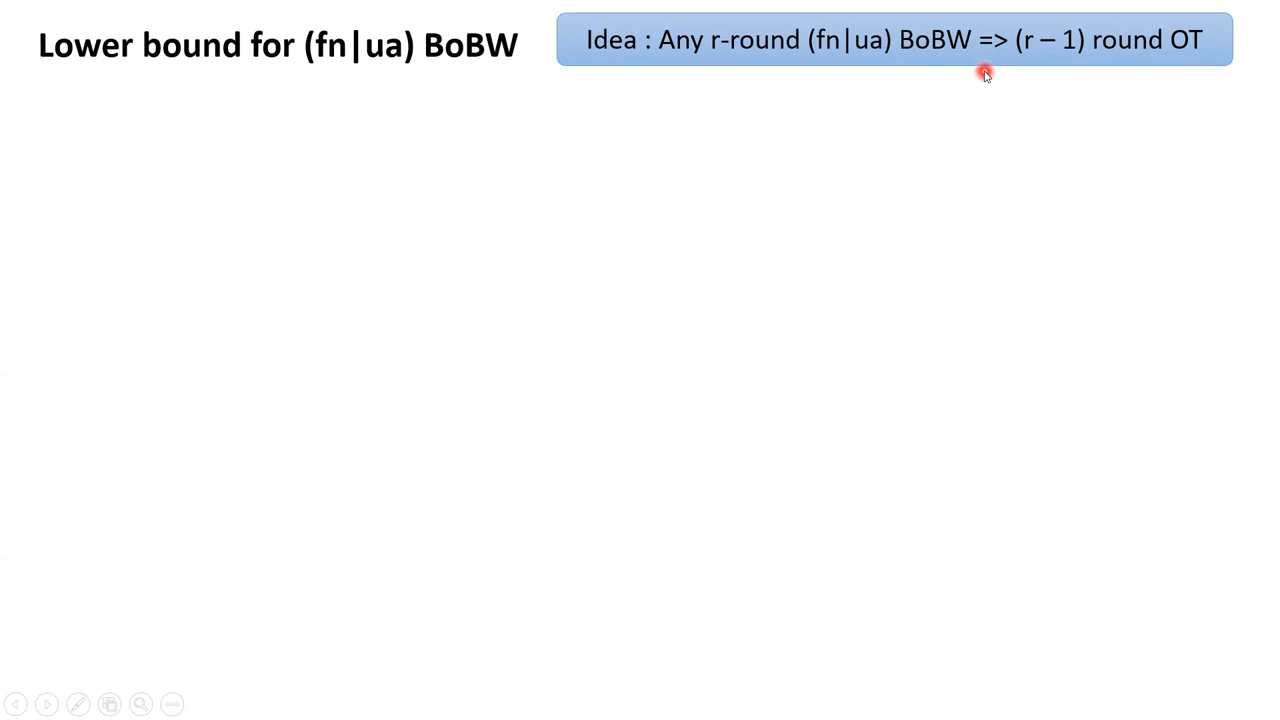 Lower bound for (fn|ua) BoBW
Idea : Any r-round (fn|ua) BoBW => (r – 1) round OT